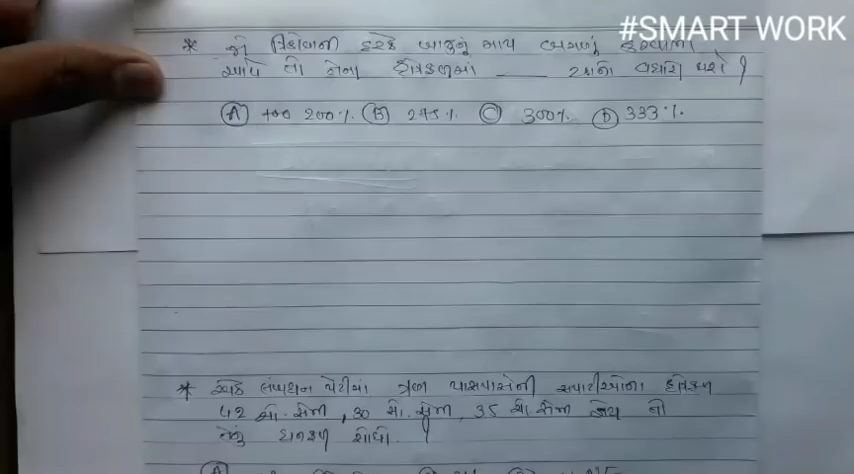 #SMART WORK
* જો ત્રિકોણની દરેક બાજુનું માપ બમણું કરવામાં
આવે તો તેના ક્ષેત્રફળમાં ____ ટકાનો વધારો થશે ?
(A) 200% (B) % (C) 300% (D) 333%.
* એક લંબઘન પેટીમાં ત્રણ પાસપાસેની સપાટીઓના ક્ષેત્રફળ
42 ચો. સેમી, 30 ચો. સેમી, 35 ચો સેમી હોય તો
તેનું ઘનફળ શોધો.
(A)